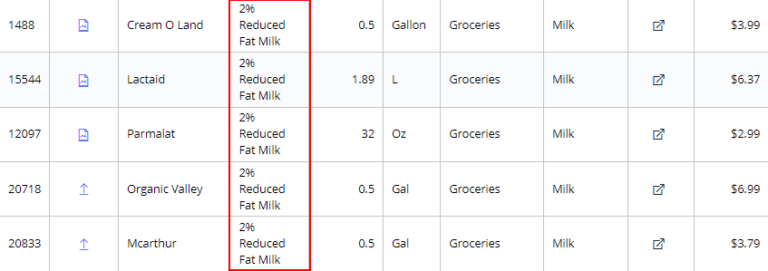 1488 Cream O Land 2% Reduced Fat Milk 0.5 Gallon Groceries Milk $3.99
15544 Lactaid 2% Reduced Fat Milk 1.89 L Groceries Milk $6.37
12097 Parmalat 2% Reduced Fat Milk 32 Oz Groceries Milk $2.99
20718 Organic Valley 2% Reduced Fat Milk 0.5 Gal Groceries Milk $6.99
20833 Mcarthur 2% Reduced Fat Milk 0.5 Gal Groceries Milk $3.79